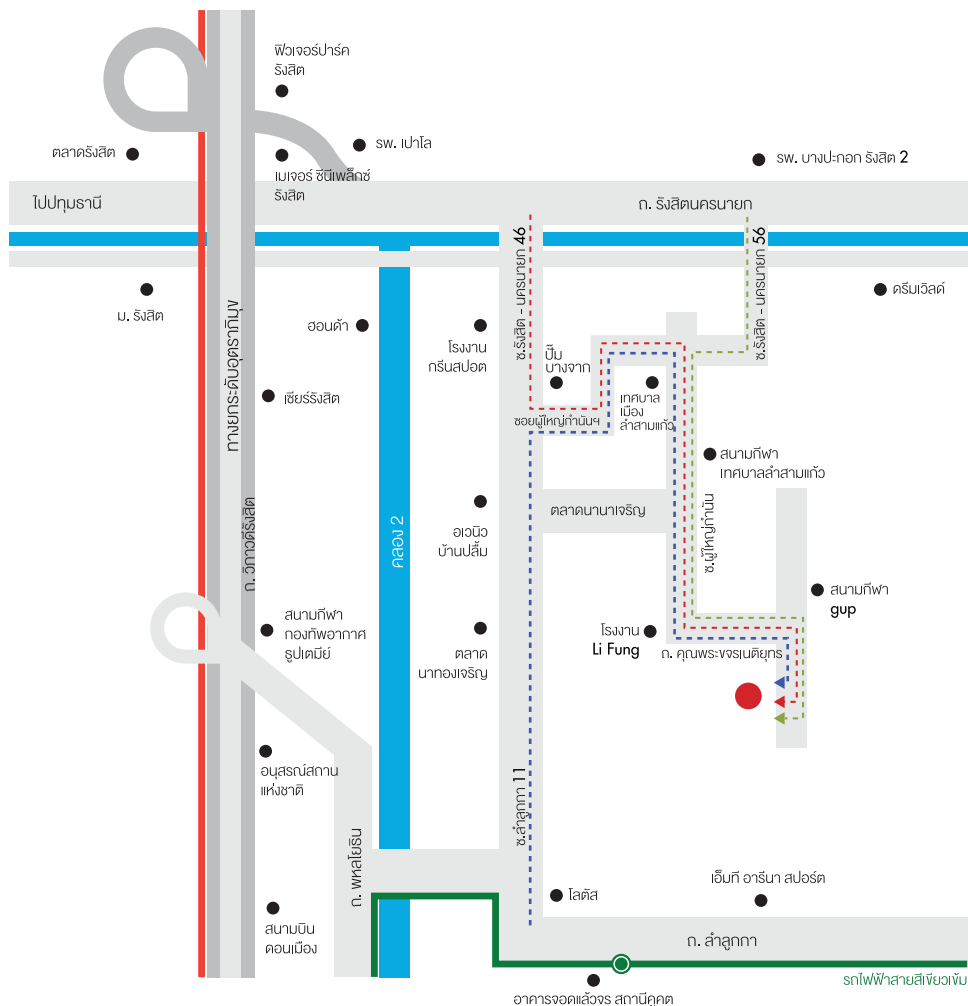 ฟิวเจอร์ปาร์ค
รังสิต
รพ. เปาโล
ตลาดรังสิต
เมเจอร์ ซีนีเพล็กซ์
รังสิต
รพ. บางปะกอก รังสิต 2
ไปปทุมธานี
ถ. รังสิตนครนายก
ซ.รังสิต - นครนายก 46
ซ.รังสิต - นครนายก 56
ม. รังสิต
ดรีมเวิลด์
ทางยกระดับอุตราภิมุข
ฮอนด้า
โรงงาน
กรีนสปอต
ปั๊ม
บางจาก
เซียร์รังสิต
เทศบาล
เมือง
ลำสามแก้ว
ซอยผู้ใหญ่กำนันฯ
สนามกีฬา
เทศบาลลำสามแก้ว
ถ. วิภาวดีรังสิต
คลอง 2
อเวนิว
บ้านปลื้ม
ตลาดนานาเจริญ
ซ.ผู้ใหญ่กำนัน
สนามกีฬา
gup
สนามกีฬา
กองทัพอากาศ
ธูปเตมีย์
ตลาด
นาทองเจริญ
โรงงาน
Li Fung
ถ. คุณพระขจรเนติยุทธ
อนุสรณ์สถาน
แห่งชาติ
ซ.ลำลูกกา 11
ถ. พหลโยธิน
โลตัส
เอ็มที อารีนา สปอร์ต
สนามบิน
ดอนเมือง
ถ. ลำลูกกา
รถไฟฟ้าสายสีเขียวเข้ม
อาคารจอดแล้วจร สถานีคูคต